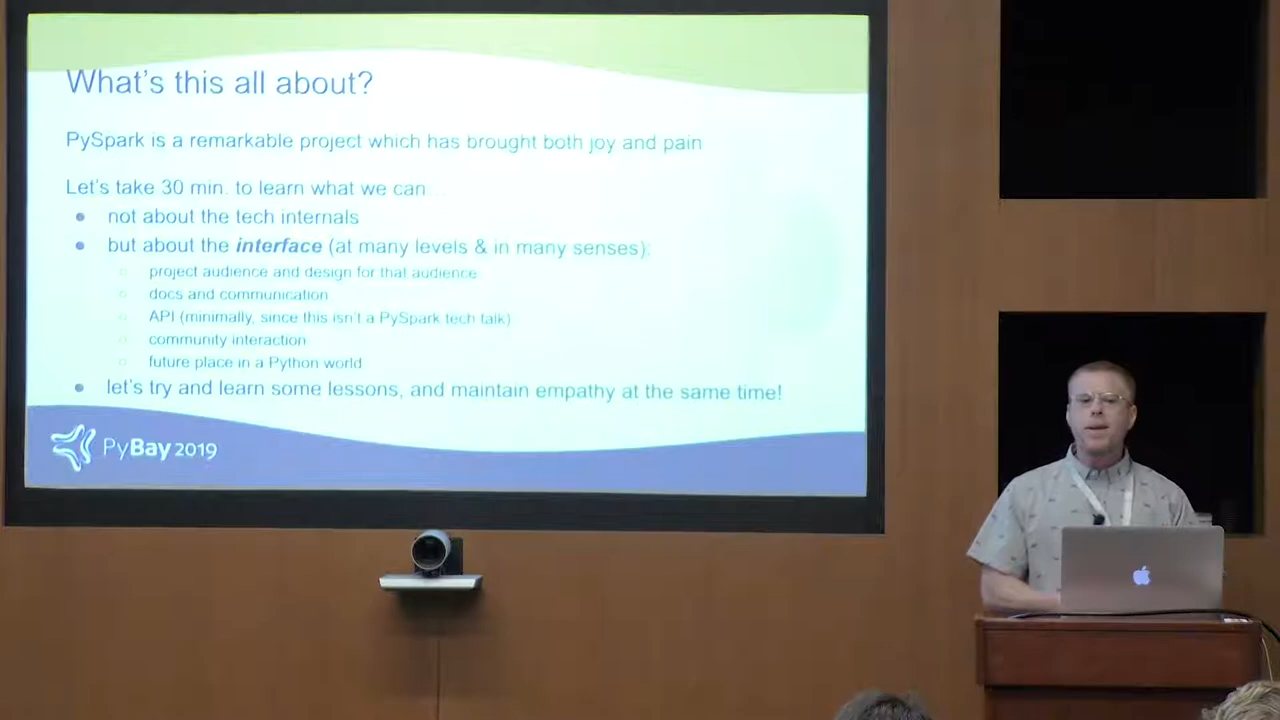 What's this all about?
PySpark is a remarkable project which has brought both joy and pain
Let's take 30 min. to learn what we can…
not about the tech internals
but about the interface (at many levels & in many senses):
project audience and design for that audience
docs and communication
API (minimally, since this isn't a PySpark tech talk)
community interaction
future place in a Python world
let's try and learn some lessons, and maintain empathy at the same time!
PyBay 2019